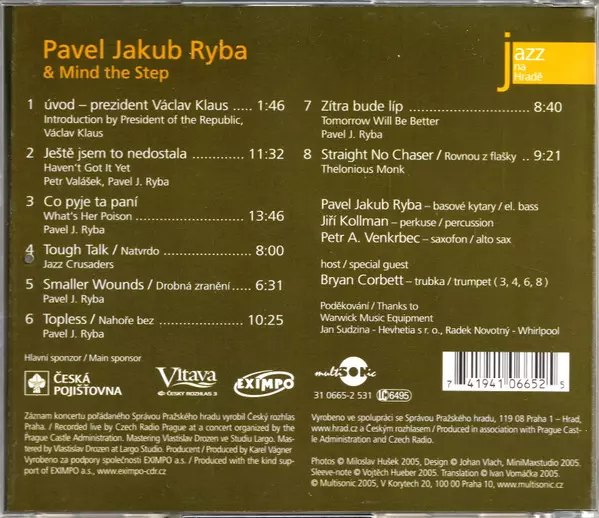 Pavel Jakub Ryba
& Mind the Step
jazz
na
Hradě
1 úvod – prezident Václav Klaus ..... 1:46
Introduction by President of the Republic,
Václav Klaus
2 Ještě jsem to nedostala ................ 11:32
Haven't Got It Yet
Petr Valášek, Pavel J. Ryba
3 Co pyje ta paní
What's Her Poison ........................ 13:46
Pavel J. Ryba
4 Tough Talk / Natvrdo .................... 8:00
Jazz Crusaders
5 Smaller Wounds / Drobná zranění .. 6:31
Pavel J. Ryba
6 Topless / Nahoře bez .................. 10:25
Pavel J. Ryba
7 Zítra bude líp ............................ 8:40
Tomorrow Will Be Better
Pavel J. Ryba
8 Straight No Chaser / Rovnou z flašky .. 9:21
Thelonious Monk
Pavel Jakub Ryba – basové kytary / el. bass
Jiří Kollman – perkuse / percussion
Petr A. Venkrbec – saxofon / alto sax
host / special guest
Bryan Corbett – trubka / trumpet ( 3, 4, 6, 8 )
Poděkování / Thanks to
Warwick Music Equipment
Jan Sudzina - Hevhetia s r. o., Radek Novotný - Whirlpool
Hlavní sponzor / Main sponsor
ČESKÁ
POJIŠŤOVNA
Vltava
ČESKÝ ROZHLAS 3
EXIMPO
multisonic
31 0665-2 531
LC 6495
7 41941 06652 5
Záznam koncertu pořádaného Správou Pražského hradu vyrobil Český rozhlas
Praha. / Recorded live by Czech Radio Prague at a concert organized by the
Prague Castle Administration. Mastering Vlastislav Drozen ve Studiu Largo. Mas-
tered by Vlastislav Drozen at Largo Studio. Producent / Produced by Karel Vágner
Vyrobeno za podpory společnosti EXIMPO a.s. / Produced with the kind sup-
port of EXIMPO a.s., www.eximpo-cdr.cz
Vyrobeno ve spolupráci se Správou Pražského hradu, 119 08 Praha 1 – Hrad,
www.hrad.cz a Českým rozhlasem / Produced in association with Prague Cast-
le Administration and Czech Radio.
Photos © Miloslav Hušek 2005, Design © Johan Vlach, MiniMaxstudio 2005.
Sleeve-note © Vojtěch Hueber 2005. Translation © Ivan Vomáčka 2005.
© Multisonic 2005, V Korytech 20, 100 00 Praha 10, www.multisonic.cz